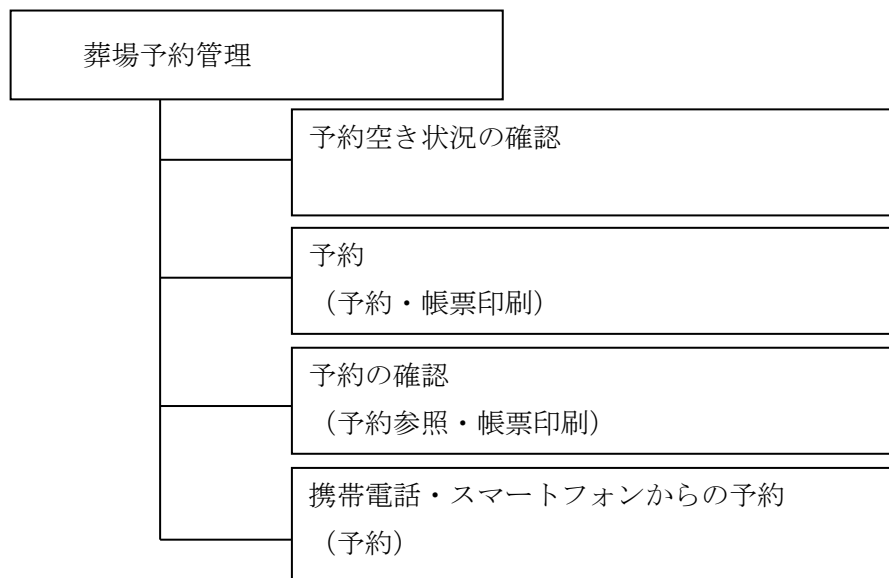 葬場予約管理
予約空き状況の確認
予約
（予約・帳票印刷）
予約の確認
（予約参照・帳票印刷）
携帯電話・スマートフォンからの予約
（予約）